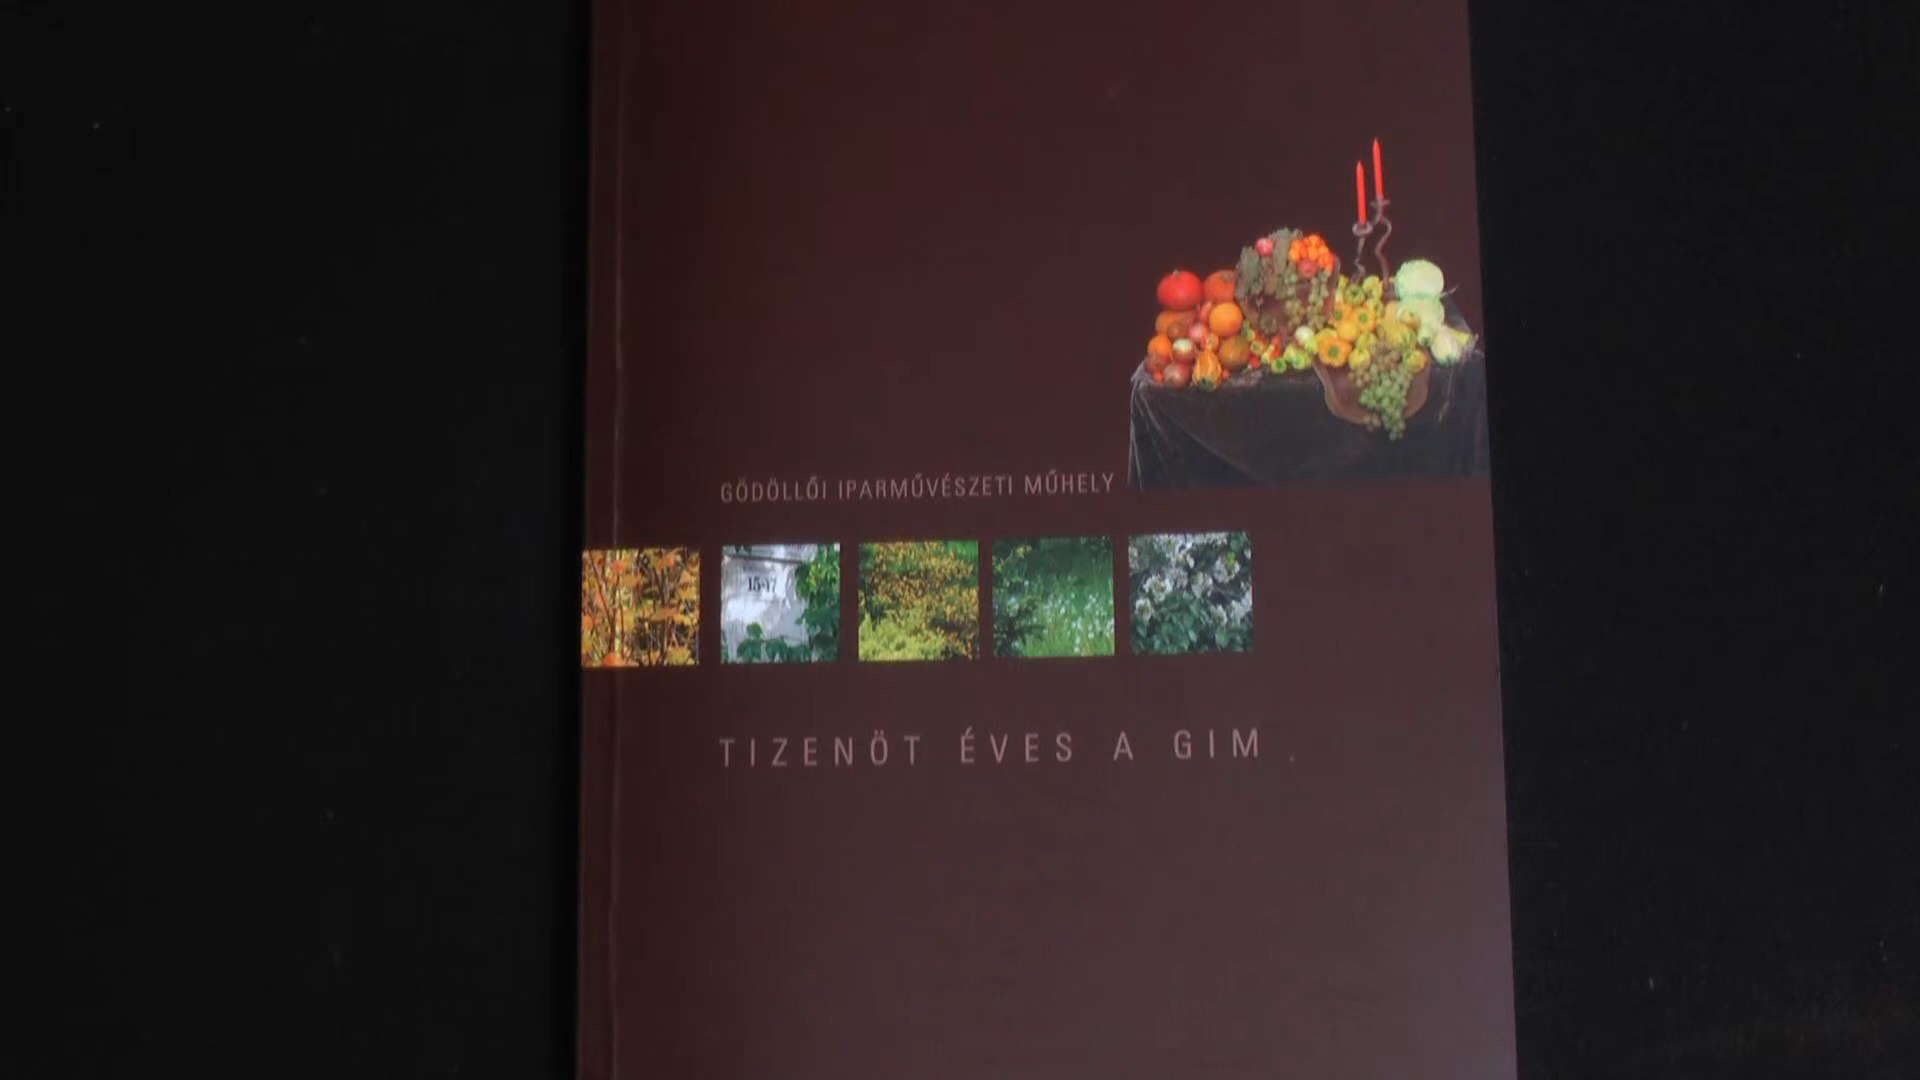 GÖDÖLLŐI IPARMŰVÉSZETI MŰHELY
15-17
TIZENÖT ÉVES A GIM .